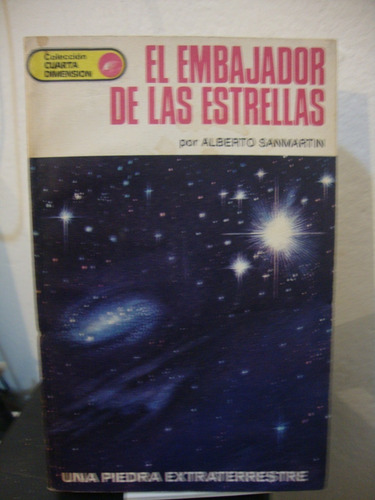 Colección
CUARTA
DIMENSION
EL EMBAJADOR
DE LAS ESTRELLAS
por ALBERTO SANMARTIN
UNA PIEDRA EXTRATERRESTRE